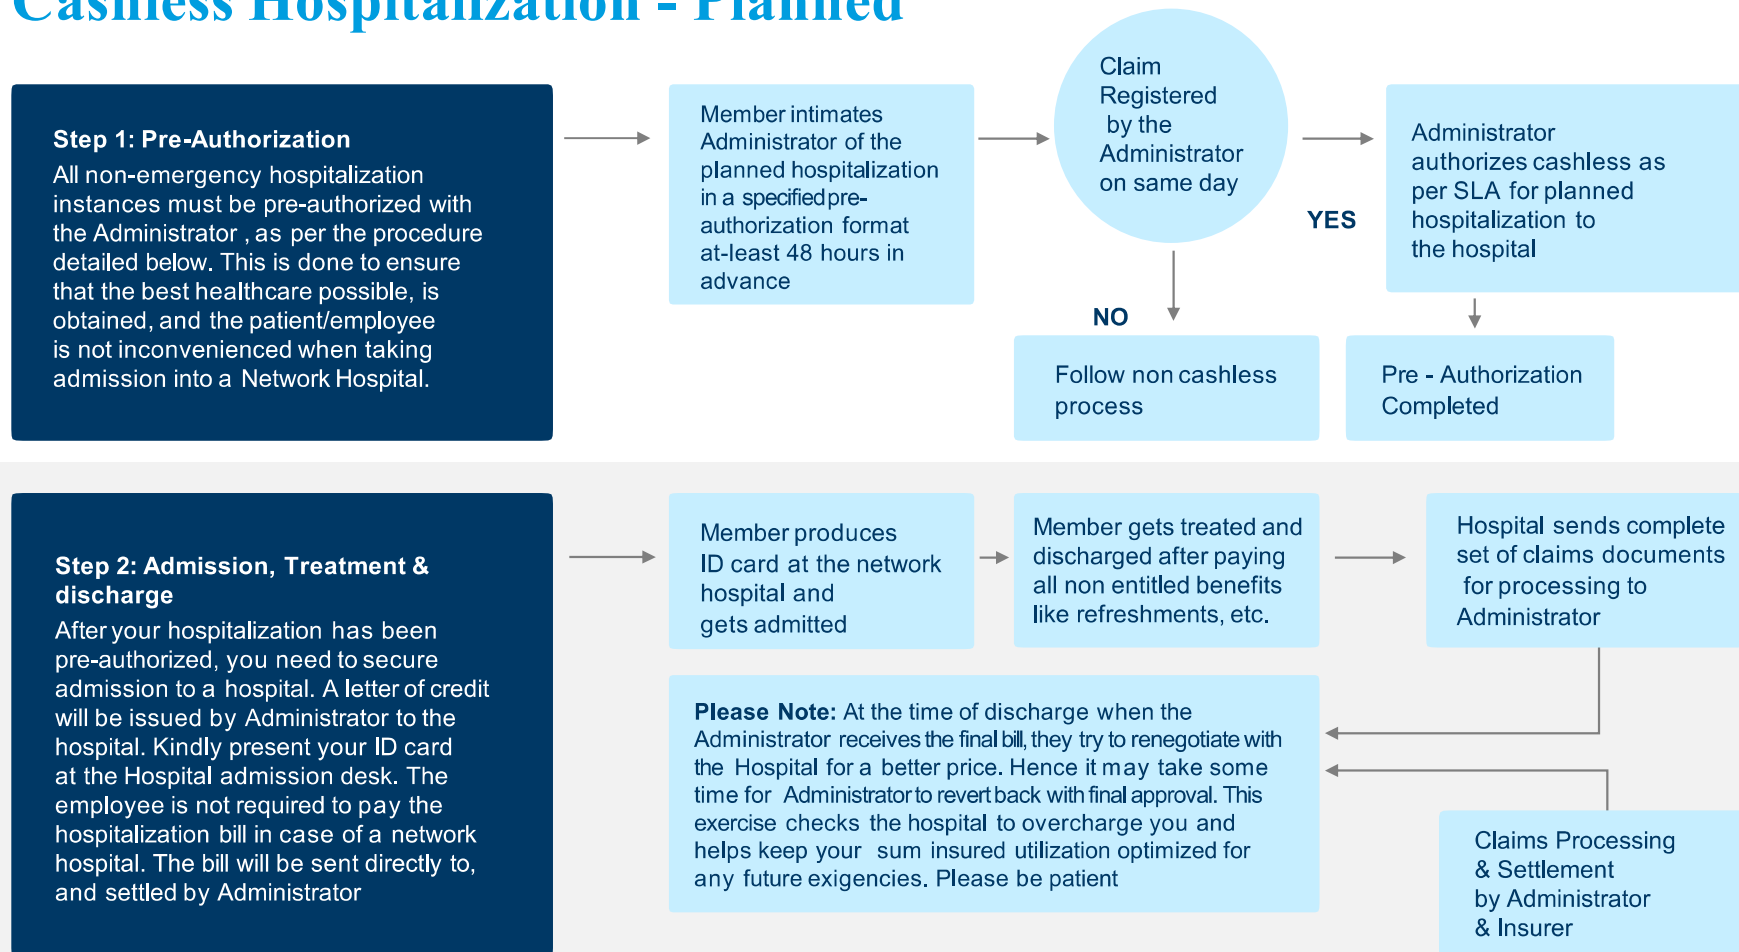 Cashless Hospitalization - Planned
Step 1: Pre-Authorization
All non-emergency hospitalization
instances must be pre-authorized with
the Administrator , as per the procedure
detailed below. This is done to ensure
that the best healthcare possible, is
obtained, and the patient/employee
is not inconvenienced when taking
admission into a Network Hospital.
Member intimates
Administrator of the
planned hospitalization
in a specified pre-
authorization format
at-least 48 hours in
advance
Claim
Registered
by the
Administrator
on same day
YES
NO
Administrator
authorizes cashless as
per SLA for planned
hospitalization to
the hospital
Follow non cashless
process
Pre - Authorization
Completed
Step 2: Admission, Treatment &
discharge
After your hospitalization has been
pre-authorized, you need to secure
admission to a hospital. A letter of credit
will be issued by Administrator to the
hospital. Kindly present your ID card
at the Hospital admission desk. The
employee is not required to pay the
hospitalization bill in case of a network
hospital. The bill will be sent directly to,
and settled by Administrator
Member produces
ID card at the network
hospital and
gets admitted
Member gets treated and
discharged after paying
all non entitled benefits
like refreshments, etc.
Hospital sends complete
set of claims documents
for processing to
Administrator
Please Note: At the time of discharge when the
Administrator receives the final bill, they try to renegotiate with
the Hospital for a better price. Hence it may take some
time for Administrator to revert back with final approval. This
exercise checks the hospital to overcharge you and
helps keep your sum insured utilization optimized for
any future exigencies. Please be patient
Claims Processing
& Settlement
by Administrator
& Insurer